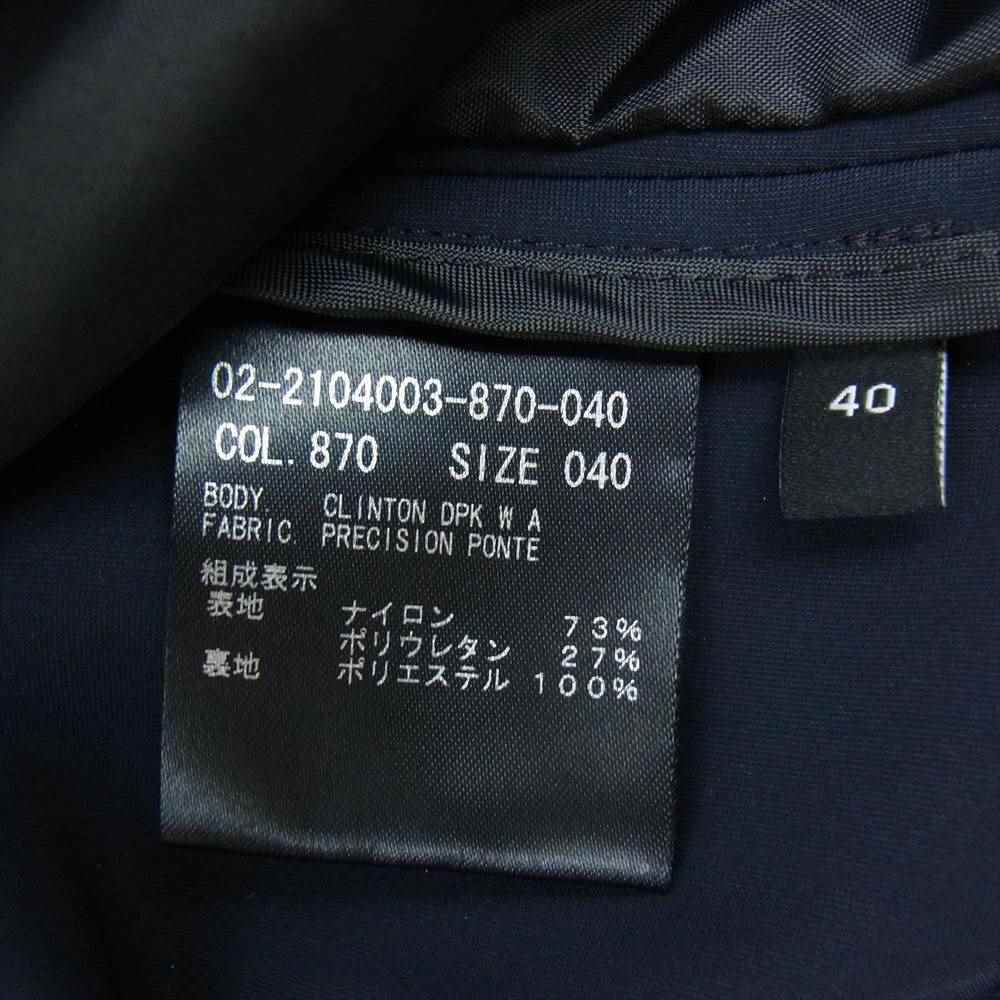 02-2104003-870-040
COL. 870 SIZE 040
BODY. CLINTON DPK W A
FABRIC. PRECISION PONTE
組成表示
表地 ナイロン 73%
ポリウレタン 27%
裏地 ポリエステル 100%
40